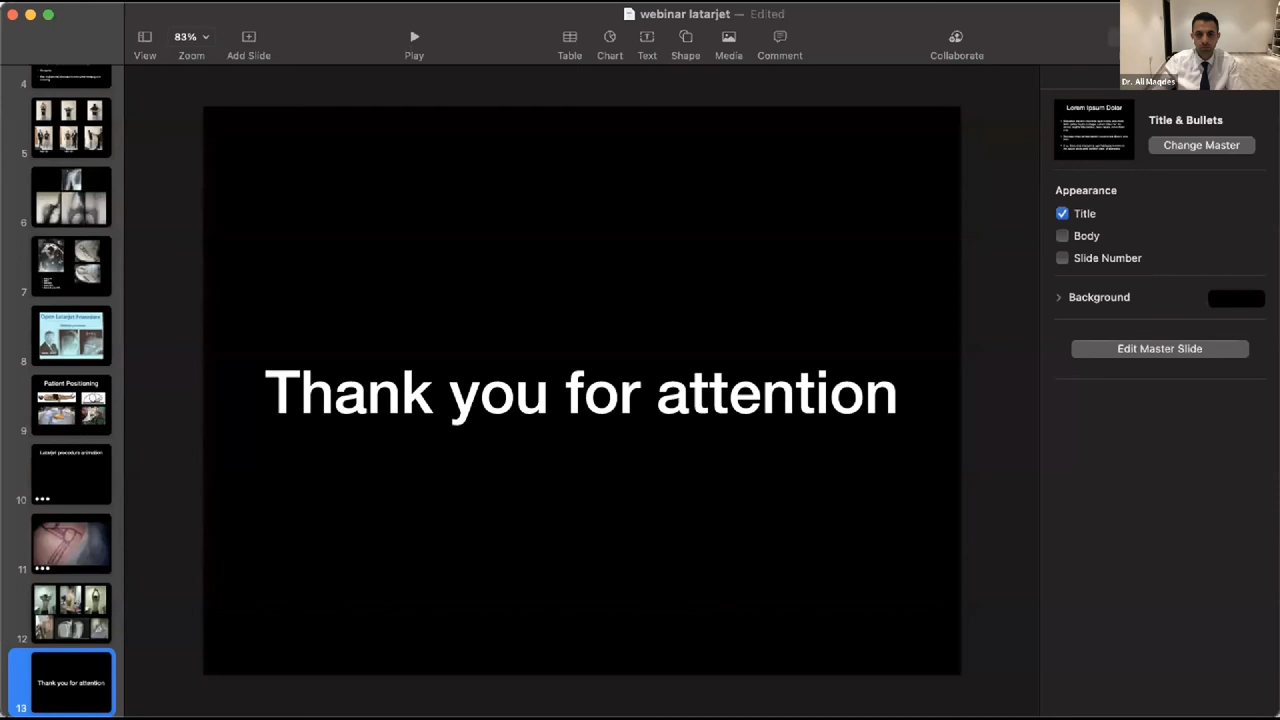 webinar latarjet — Edited
83%
View
Zoom
Add Slide
Play
Table
Chart
Text
Shape
Media
Comment
Collaborate
Dr. Ali Maqdes
4
5
6
7
8
Open Latarjet Procedure
9
Patient Positioning
10
Latarjet procedure animation
11
12
13
Thank you for attention
Thank you for attention
Lorem Ipsum Dolor
Title & Bullets
Change Master
Appearance
Title
Body
Slide Number
Background
Edit Master Slide